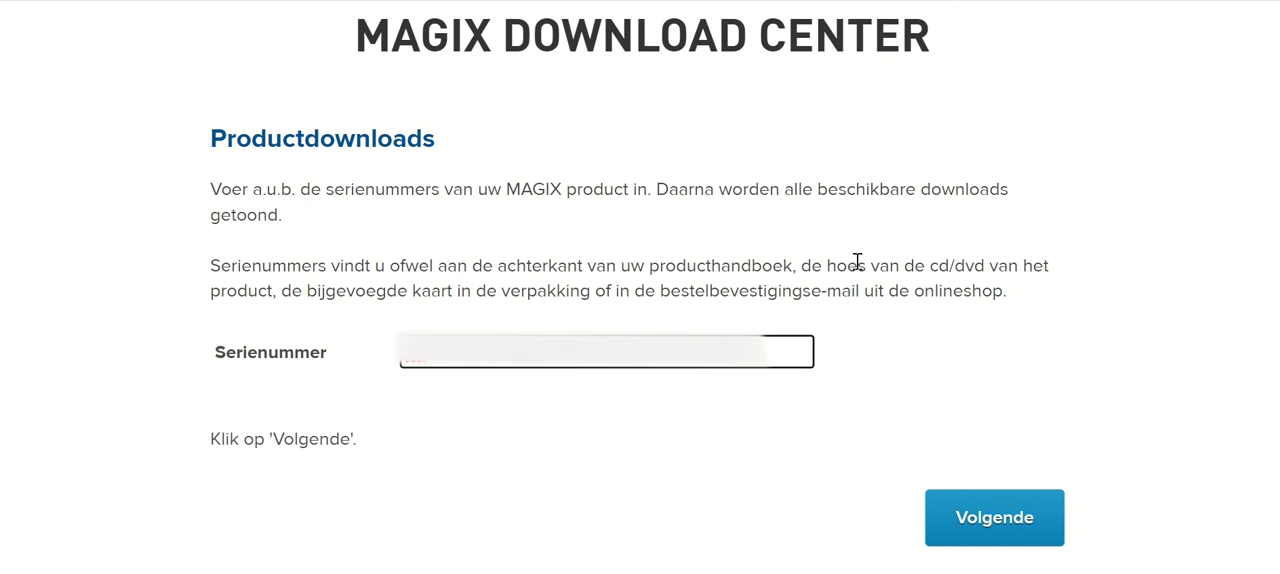 MAGIX DOWNLOAD CENTER
Productdownloads
Voer a.u.b. de serienummers van uw MAGIX product in. Daarna worden alle beschikbare downloads
getoond.
Serienummers vindt u ofwel aan de achterkant van uw producthandboek, de hoes van de cd/dvd van het
product, de bijgevoegde kaart in de verpakking of in de bestelbevestigingse-mail uit de onlineshop.
Serienummer
Klik op 'Volgende'.
Volgende